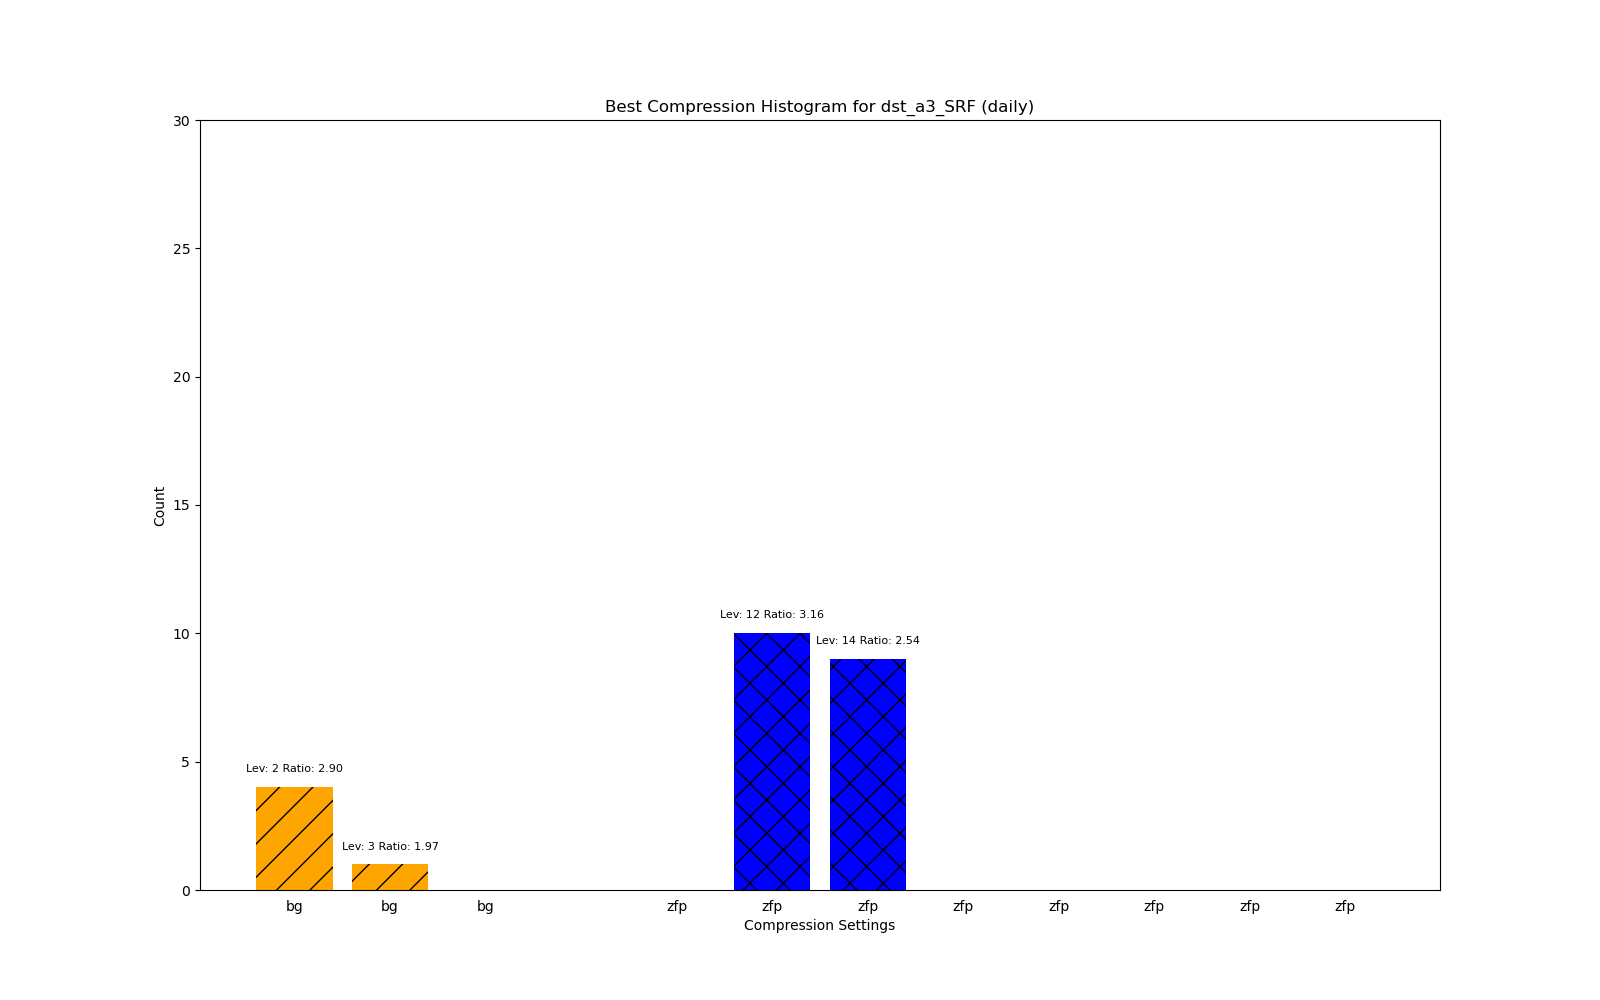 Best Compression Histogram for dst_a3_SRF (daily)
30
25
20
15
10
5
0
Count
Lev: 2 Ratio: 2.90
Lev: 3 Ratio: 1.97
Lev: 12 Ratio: 3.16
Lev: 14 Ratio: 2.54
bg bg bg zfp zfp zfp zfp zfp zfp zfp zfp
Compression Settings